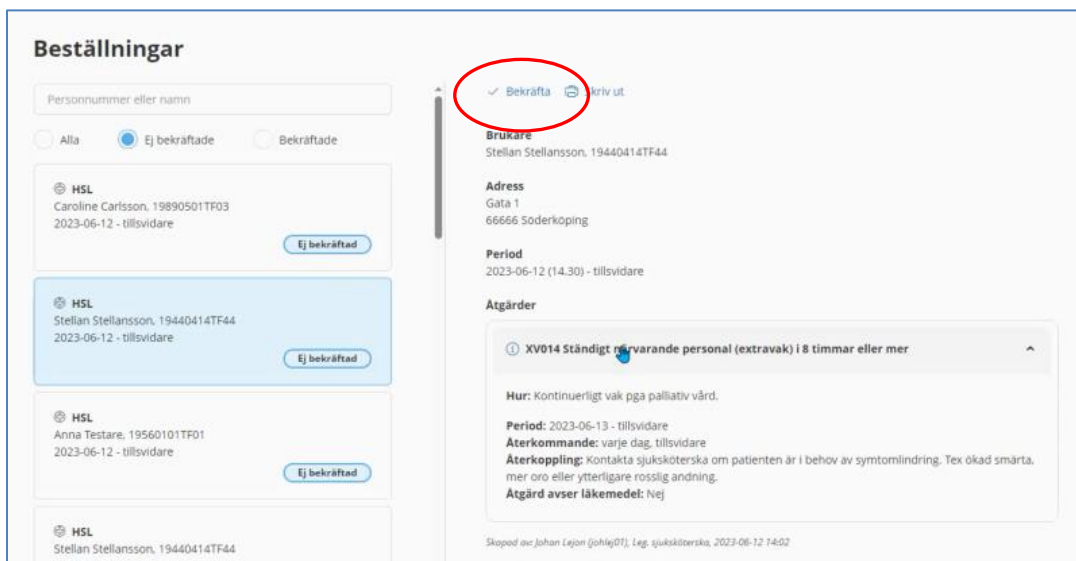 Beställningar
Personnummer eller namn
Alla
Ej bekräftade
Bekräftade
HSL
Caroline Carlsson, 19890501TF03
2023-06-12 - tillsvidare
Ej bekräftad
HSL
Stellan Stellansson, 19440414TF44
2023-06-12 - tillsvidare
Ej bekräftad
HSL
Anna Testare, 19560101TF01
2023-06-12 - tillsvidare
Ej bekräftad
HSL
Stellan Stellansson, 19440414TF44
Bekräfta
Skriv ut
Brukare
Stellan Stellansson, 19440414TF44
Adress
Gata 1
66666 Söderköping
Period
2023-06-12 (14.30) - tillsvidare
Åtgärder
XV014 Ständigt närvarande personal (extravak) i 8 timmar eller mer
Hur: Kontinuerligt vak pga palliativ vård.
Period: 2023-06-13 - tillsvidare
Återkommande: varje dag, tillsvidare
Återkoppling: Kontakta sjuksköterska om patienten är i behov av symtomlindring. Tex ökad smärta,
mer oro eller ytterligare rosslig andning.
Åtgärd avser läkemedel: Nej
Skapad av: Johan Lejon (johlej01), Leg. sjuksköterska, 2023-06-12 14:02